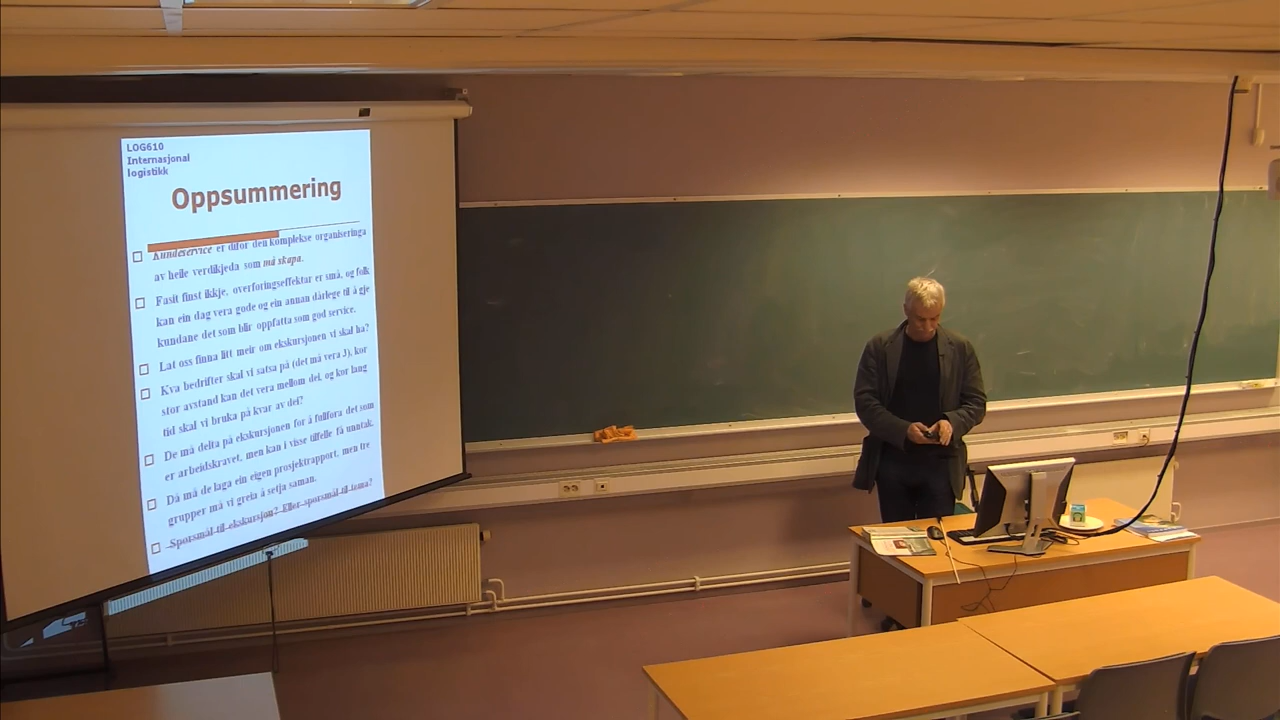 LOG610
Internasjonal
logistikk
Oppsummering
Kundeservice er difor den komplekse organiseringa
av heile verdikjeda som må skapa.
Fasit finst ikkje, overføringseffektar er små, og folk
kan ein dag vera gode og ein annan dårlege til å gje
kundane det som blir oppfatta som god service.
Lat oss finna litt meir om ekskursjonen vi skal ha?
Kva bedrifter skal vi satsa på (det må vera 3), kor
stor avstand kan det vera mellom dei, og kor lang
tid skal vi bruka på kvar av dei?
De må delta på ekskursjonen for å fullføra det som
er arbeidskravet, men kan i visse tilfelle få unntak.
Då må de laga ein eigen prosjektrapport, men tre
grupper må vi greia å setja saman.
Spørsmål til ekskursjon? Eller spørsmål til tema?